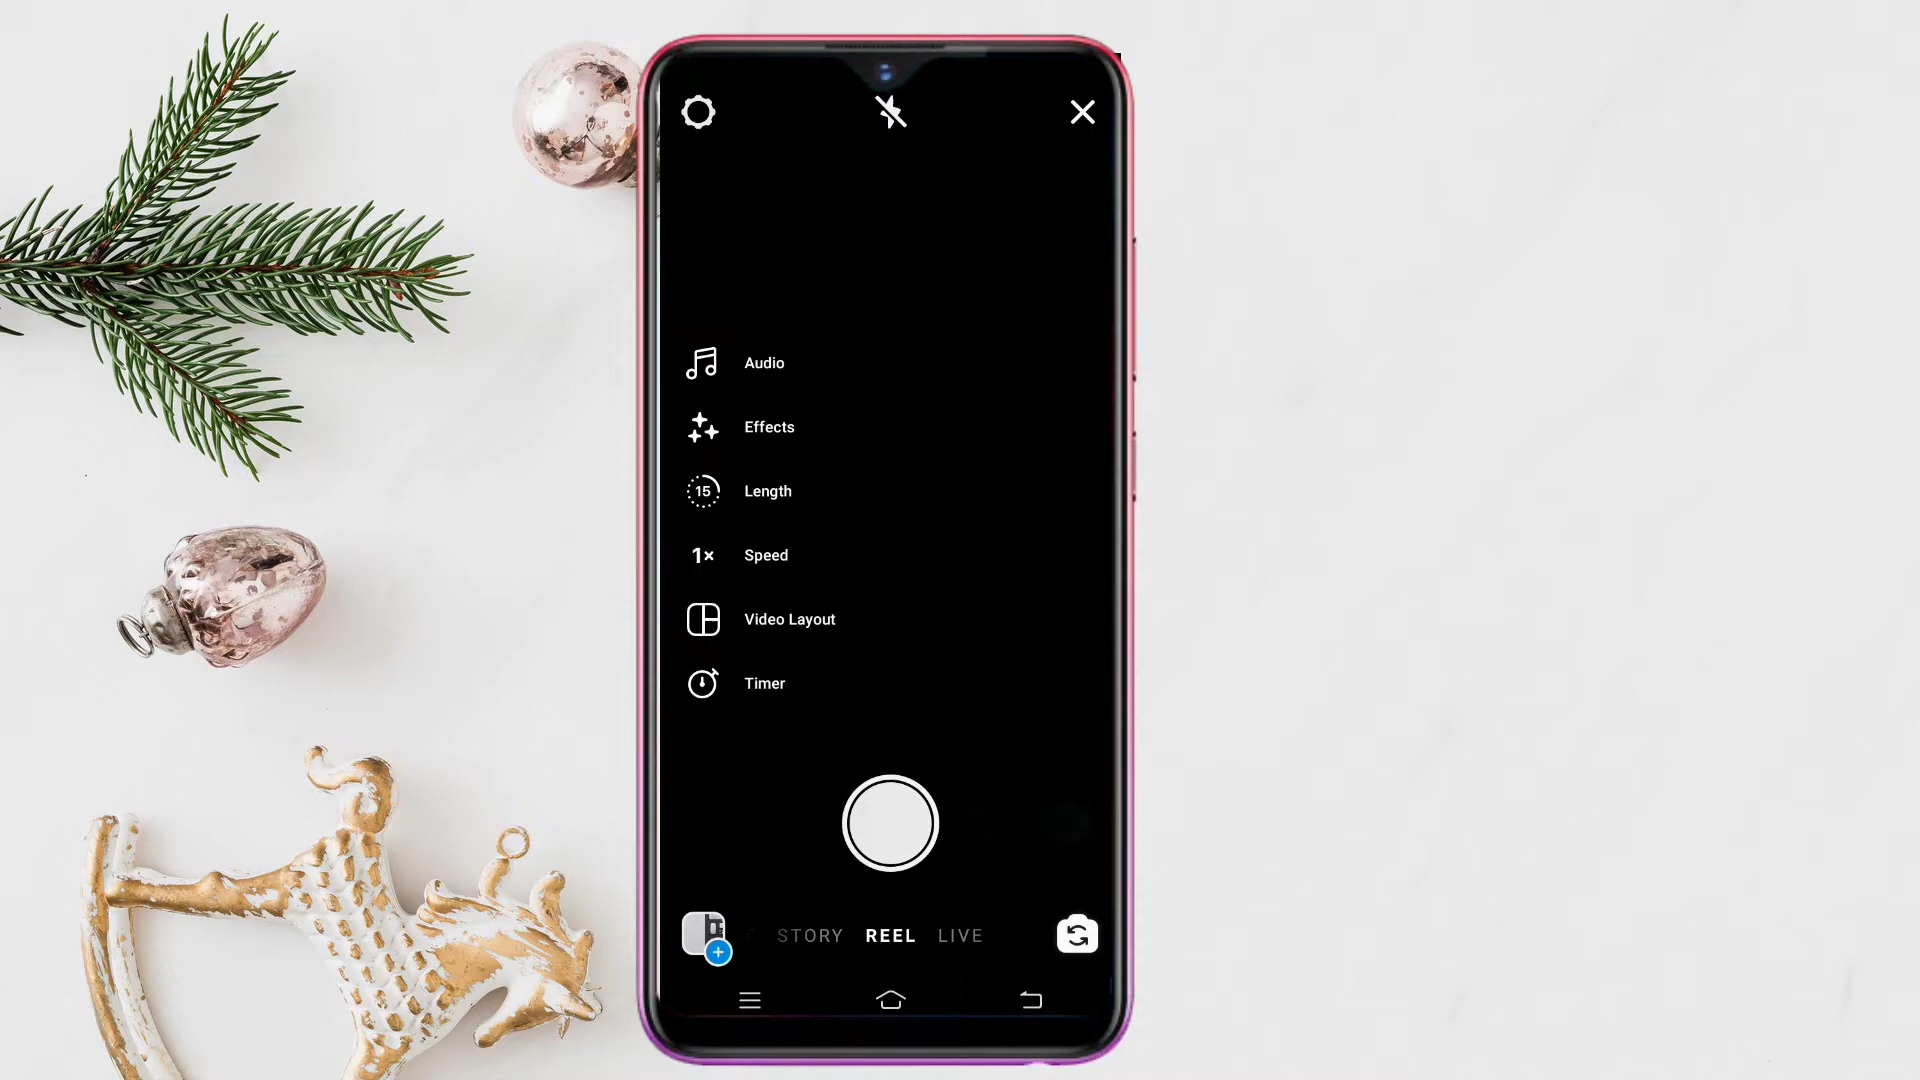 Audio
Effects
15 Length
1× Speed
Video Layout
Timer
STORY REEL LIVE